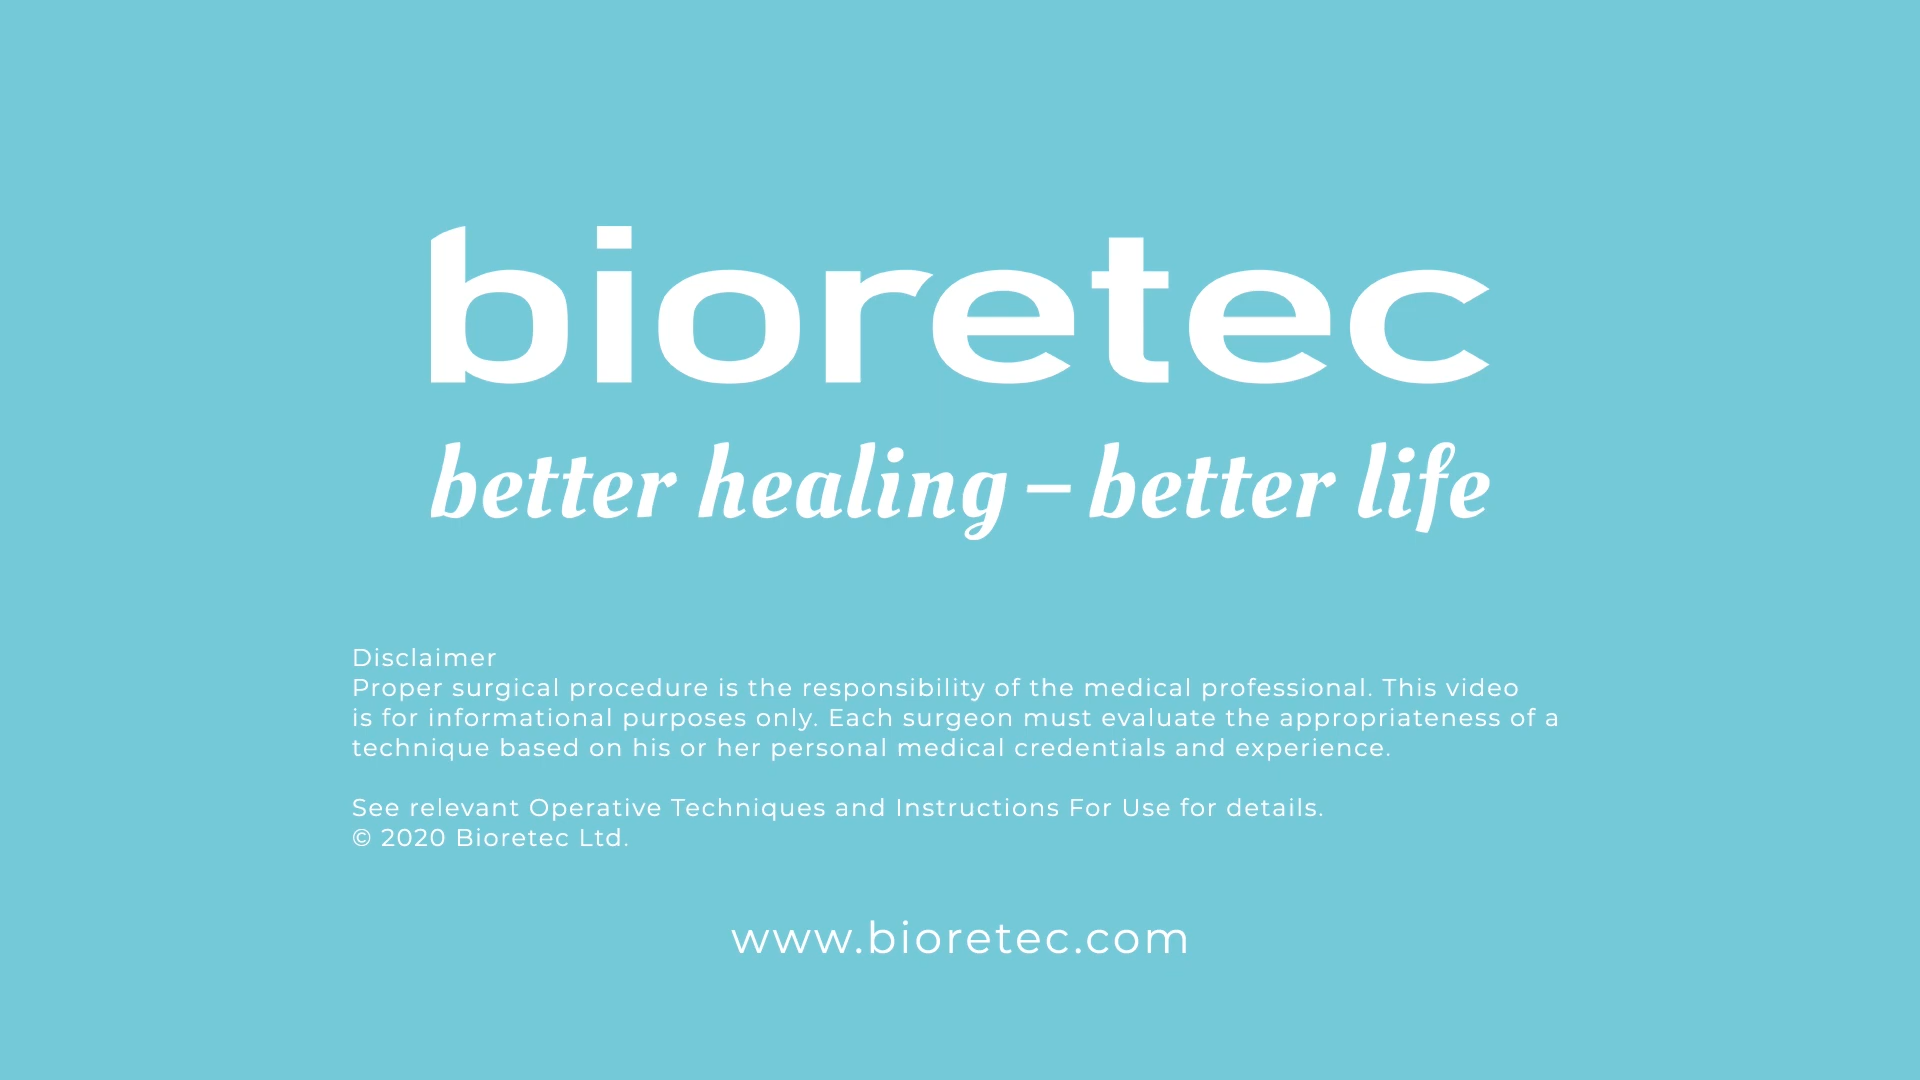 bioretec
better healing – better life
Disclaimer
Proper surgical procedure is the responsibility of the medical professional. This video
is for informational purposes only. Each surgeon must evaluate the appropriateness of a
technique based on his or her personal medical credentials and experience.
See relevant Operative Techniques and Instructions For Use for details.
© 2020 Bioretec Ltd.
www.bioretec.com